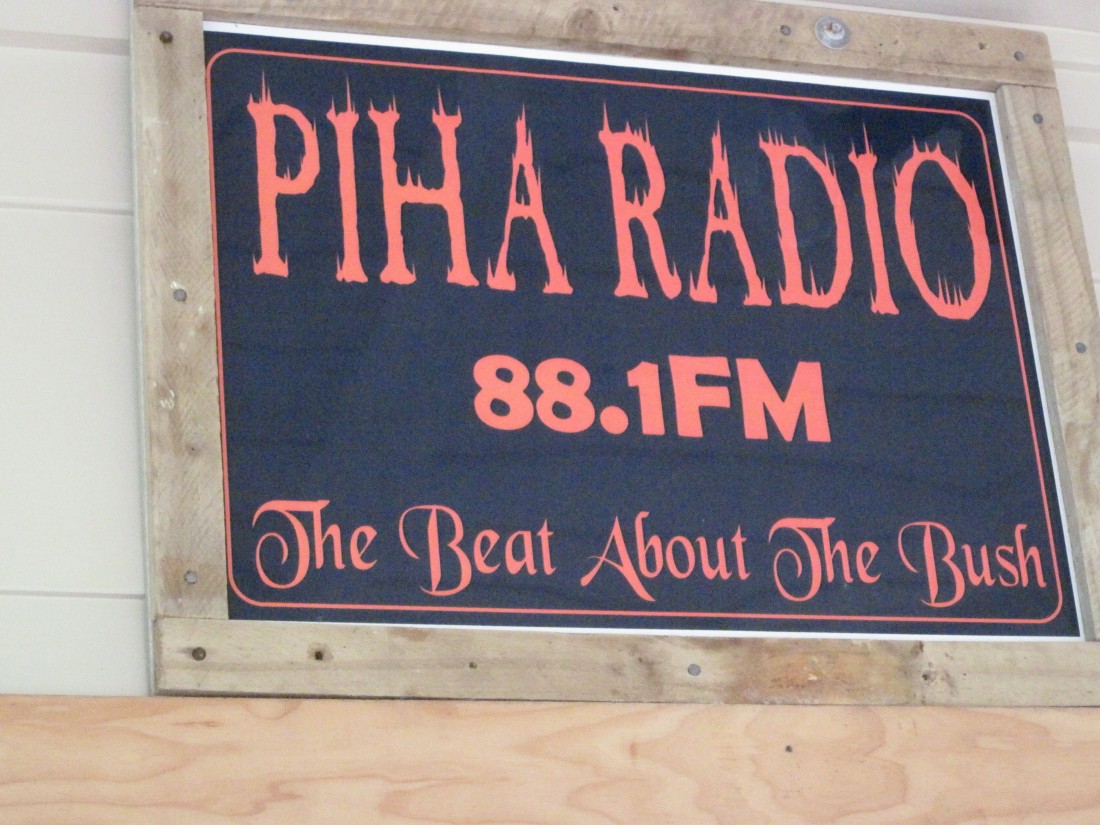 PIHA RADIO
88.1FM
The Beat About The Bush